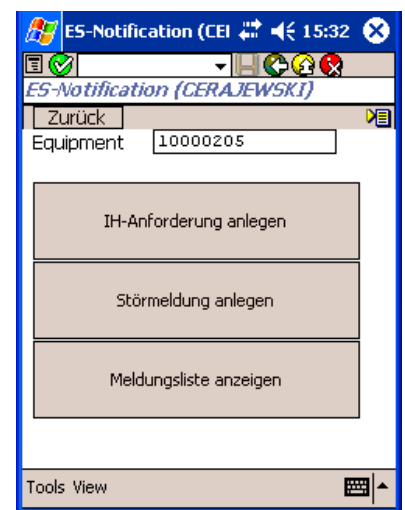 ES-Notification (CEI 15:32
ES-Notification (CERAJEWSKI)
Zurück
Equipment 10000205
IH-Anforderung anlegen
Störmeldung anlegen
Meldungsliste anzeigen
Tools View